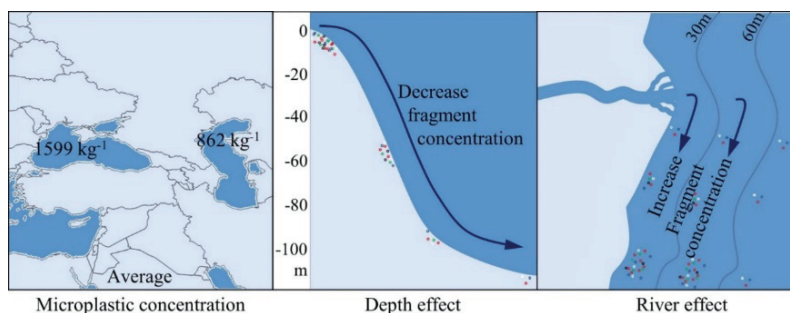 1599 kg-1
862 kg-1
Average
Microplastic concentration
0
-20
-40
-60
-80
-100
m
Decrease
fragment
concentration
Depth effect
30m
60m
Increase
Fragment
concentration
River effect